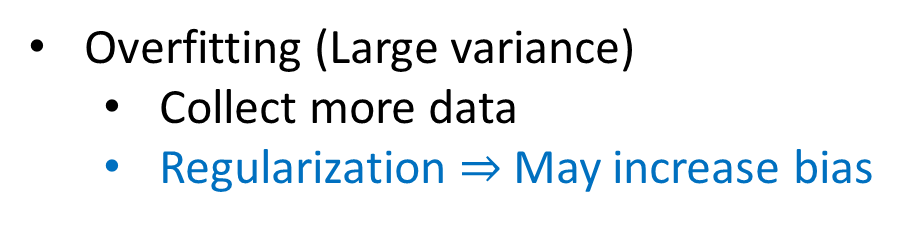 • Overfitting (Large variance)
• Collect more data
• Regularization ⇒ May increase bias